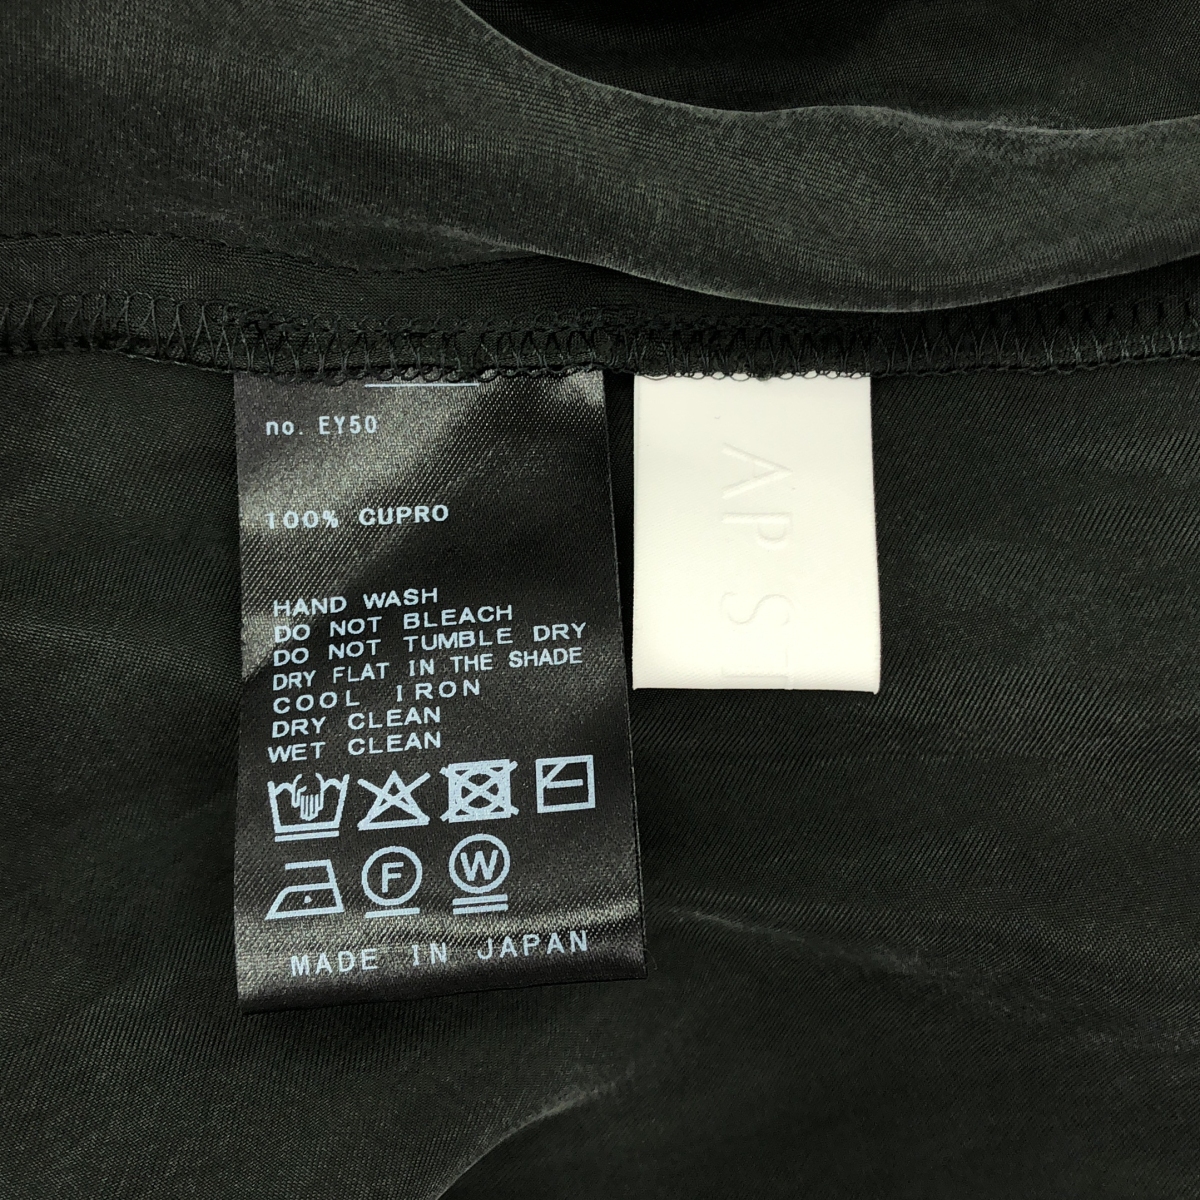 no. EY50
100% CUPRO
HAND WASH
DO NOT BLEACH
DO NOT TUMBLE DRY
DRY FLAT IN THE SHADE
COOL IRON
DRY CLEAN
WET CLEAN
F
W
MADE IN JAPAN